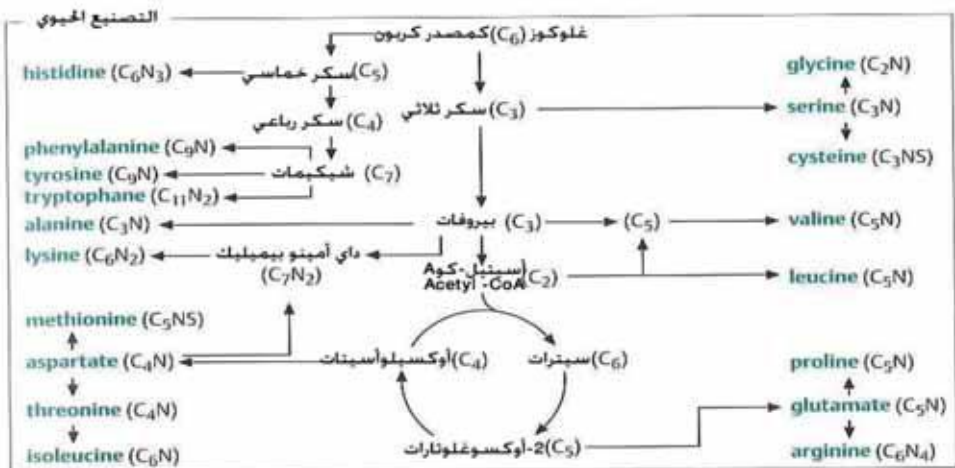 التصنيع الحيوي
غلوكوز (C₆) كمصدر كربون
histidine (C₆N₃)
سكر خماسي (C₅)
glycine (C₂N)
سكر رباعي (C₄)
سكر ثلاثي (C₃)
serine (C₃N)
phenylalanine (C₉N)
tyrosine (C₉N)
شيكيمات (C₇)
cysteine (C₃NS)
tryptophane (C₁₁N₂)
alanine (C₃N)
بيروفات (C₃)
(C₅)
valine (C₅N)
lysine (C₆N₂)
داي أمينو بيميليك
(C₇N₂)
أسيتيل-كوA
Acetyl -CoA (C₂)
leucine (C₅N)
methionine (C₅NS)
aspartate (C₄N)
أوكسيلوأسيتات (C₄)
سيترات (C₆)
proline (C₅N)
threonine (C₄N)
glutamate (C₅N)
isoleucine (C₆N)
2-أوكسوغلوتارات (C₅)
arginine (C₆N₄)